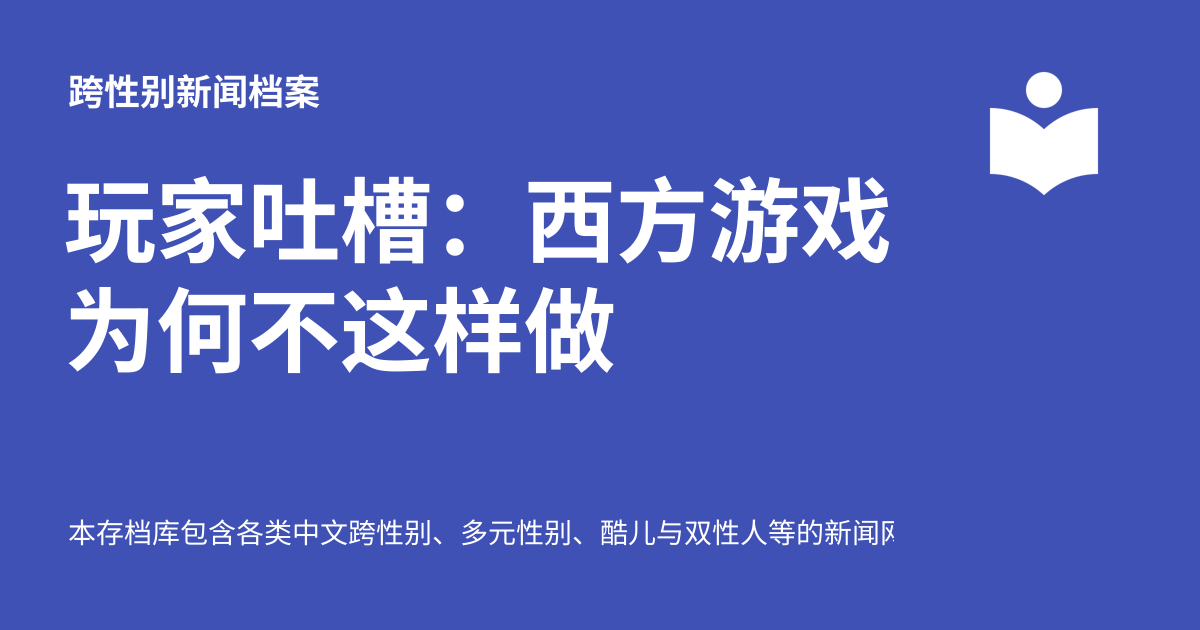 跨性别新闻档案
玩家吐槽：西方游戏
为何不这样做
本存档库包含各类中文跨性别、多元性别、酷儿与双性人等的新闻